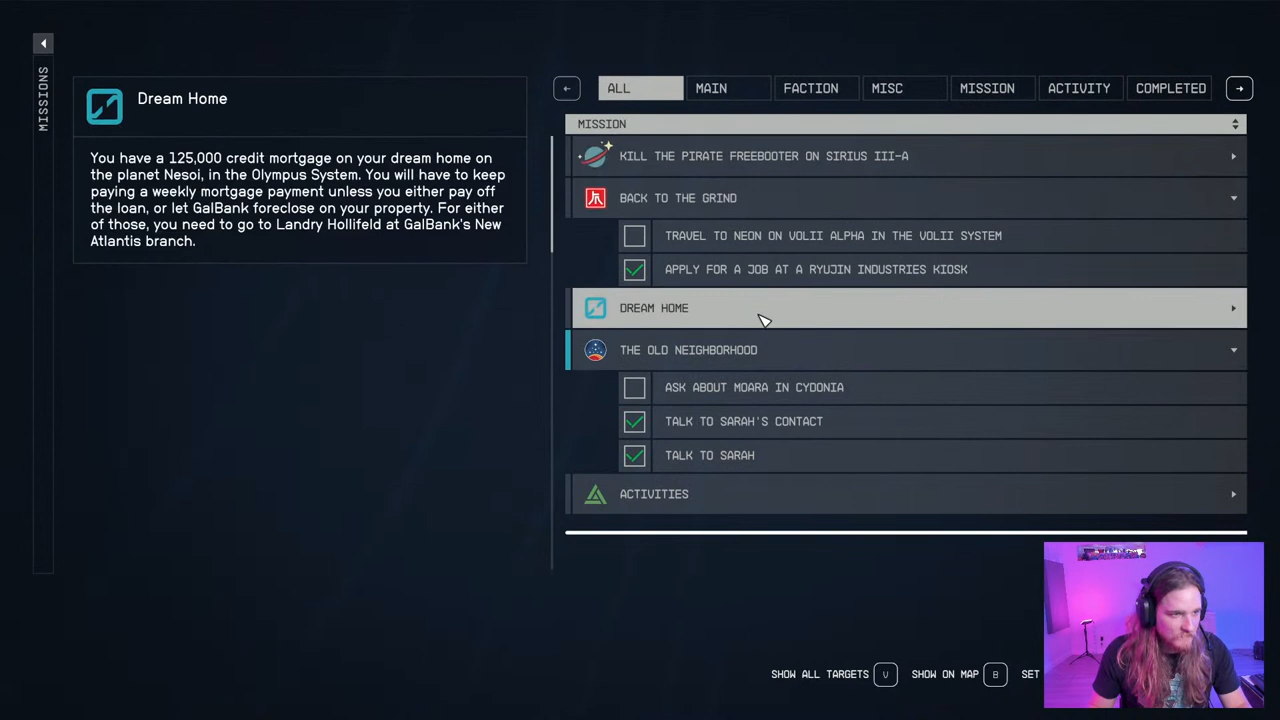 MISSIONS
Dream Home
You have a 125,000 credit mortgage on your dream home on
the planet Nesoi, in the Olympus System. You will have to keep
paying a weekly mortgage payment unless you either pay off
the loan, or let GalBank foreclose on your property. For either
of those, you need to go to Landry Hollifeld at GalBank's New
Atlantis branch.
ALL
MAIN
FACTION
MISC
MISSION
ACTIVITY
COMPLETED
MISSION
KILL THE PIRATE FREEBOOTER ON SIRIUS III-A
BACK TO THE GRIND
TRAVEL TO NEON ON VOLII ALPHA IN THE VOLII SYSTEM
APPLY FOR A JOB AT A RYUJIN INDUSTRIES KIOSK
DREAM HOME
THE OLD NEIGHBORHOOD
ASK ABOUT MOARA IN CYDONIA
TALK TO SARAH'S CONTACT
TALK TO SARAH
ACTIVITIES
SHOW ALL TARGETS V SHOW ON MAP B SET